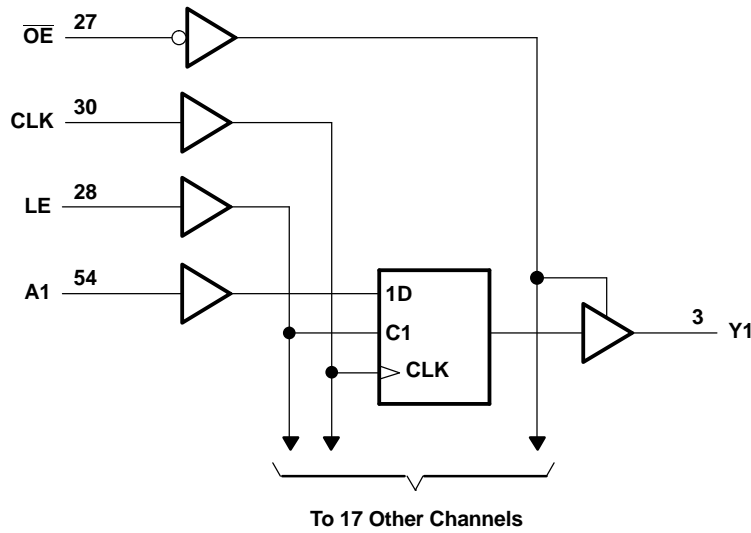 OE 27
CLK 30
LE 28
A1 54
1D
C1
CLK
3 Y1
To 17 Other Channels